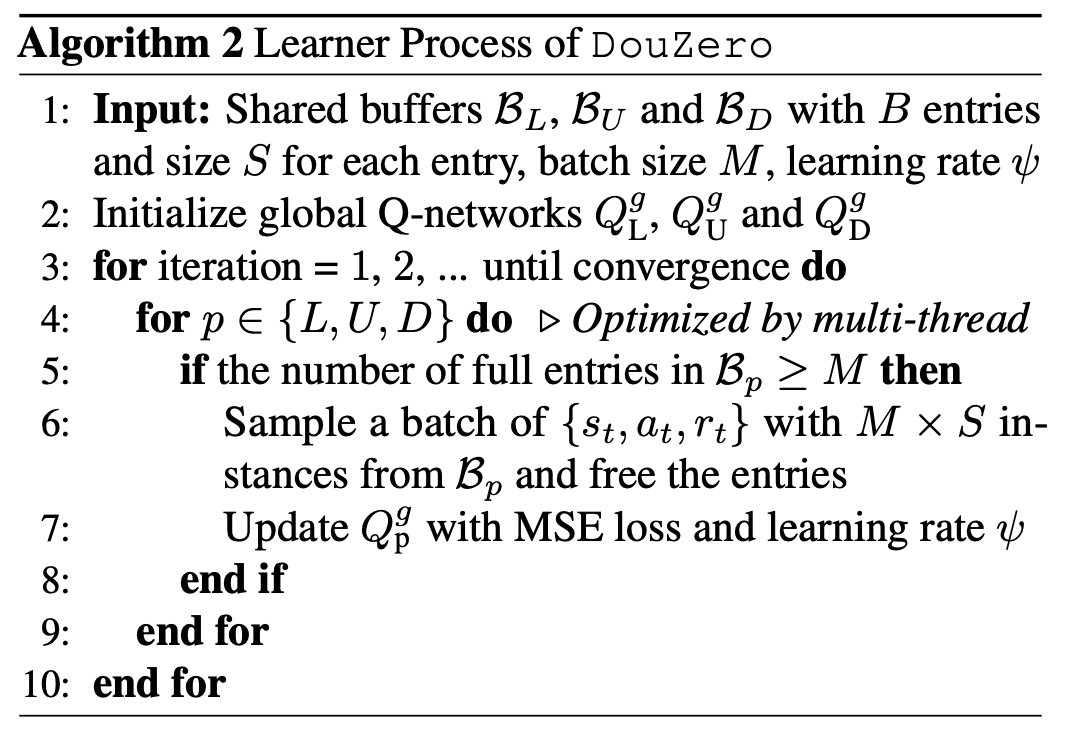 Algorithm 2 Learner Process of DouZero
1: Input: Shared buffers $\mathcal{B}_L$, $\mathcal{B}_U$ and $\mathcal{B}_D$ with $B$ entries
and size $S$ for each entry, batch size $M$, learning rate $\psi$
2: Initialize global Q-networks $Q^g_{\mathrm{L}}$, $Q^g_{\mathrm{U}}$ and $Q^g_{\mathrm{D}}$
3: for iteration = 1, 2, ... until convergence do
4: for $p \in \{L, U, D\}$ do ▷ Optimized by multi-thread
5: if the number of full entries in $\mathcal{B}_p \geq M$ then
6: Sample a batch of $\{s_t, a_t, r_t\}$ with $M \times S$ in-
stances from $\mathcal{B}_p$ and free the entries
7: Update $Q^g_{\mathrm{p}}$ with MSE loss and learning rate $\psi$
8: end if
9: end for
10: end for